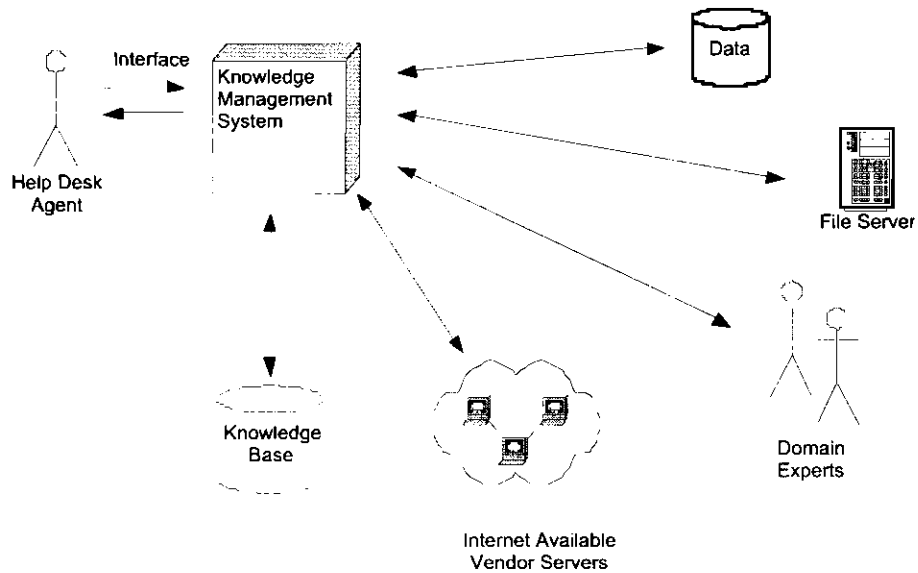 Interface
Knowledge
Management
System
Data
Help Desk
Agent
File Server
Knowledge
Base
Domain
Experts
Internet Available
Vendor Servers